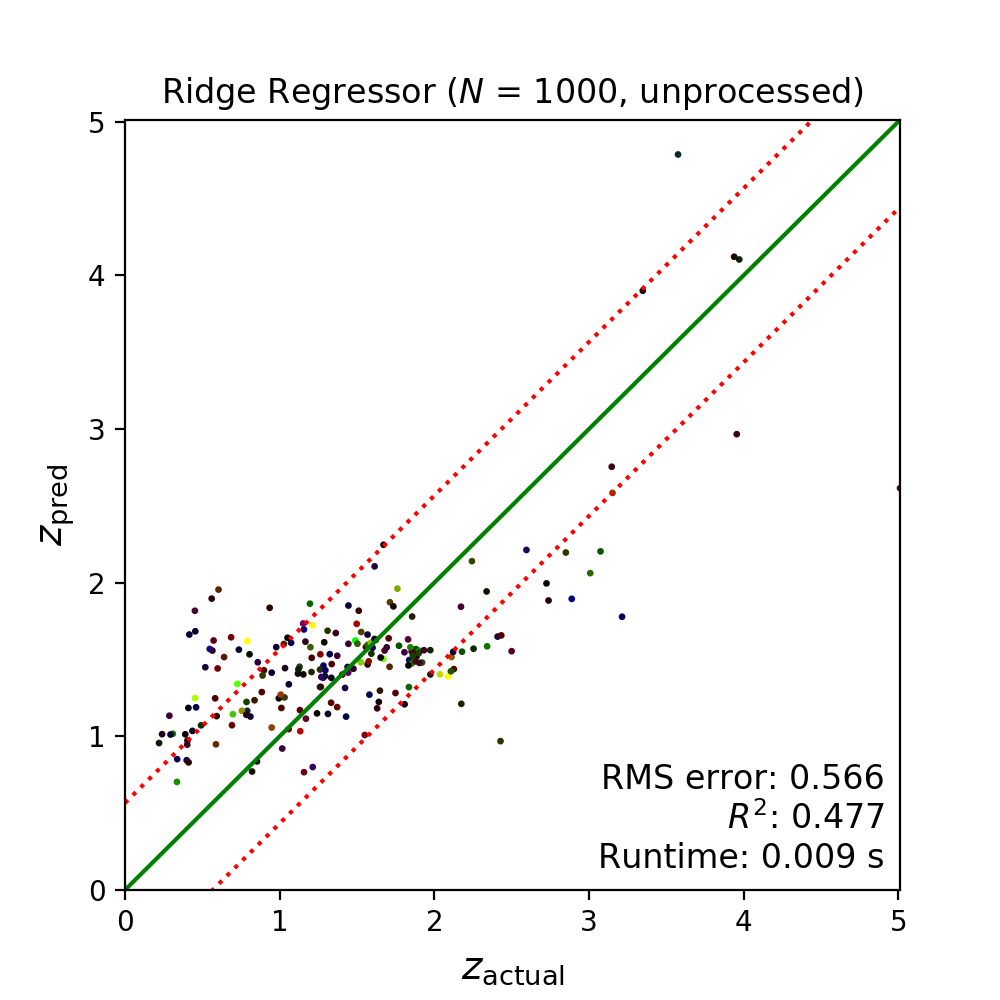 Ridge Regressor (N = 1000, unprocessed)
5
4
3
2
1
0
z_pred
RMS error: 0.566
R²: 0.477
Runtime: 0.009 s
0 1 2 3 4 5
z_actual